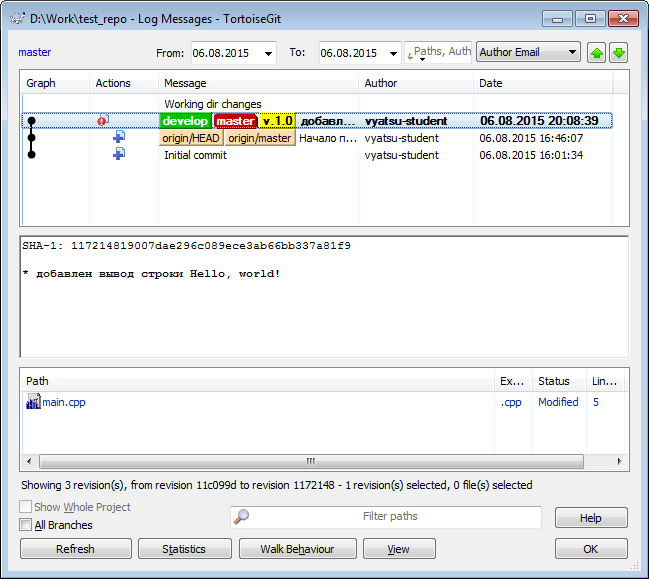 D:\Work\test_repo - Log Messages - TortoiseGit
master From: 06.08.2015 To: 06.08.2015 Paths, Auth Author Email
Graph Actions Message Author Date
Working dir changes
develop master v.1.0 добавл... vyatsu-student 06.08.2015 20:08:39
origin/HEAD origin/master Начало п... vyatsu-student 06.08.2015 16:46:07
Initial commit vyatsu-student 06.08.2015 16:01:34
SHA-1: 117214819007dae296c089ece3ab66bb337a81f9
* добавлен вывод строки Hello, world!
Path Ex... Status Lin...
main.cpp .cpp Modified 5
Showing 3 revision(s), from revision 11c099d to revision 1172148 - 1 revision(s) selected, 0 file(s) selected
Show Whole Project
All Branches
Filter paths
Help
Refresh Statistics Walk Behaviour View OK